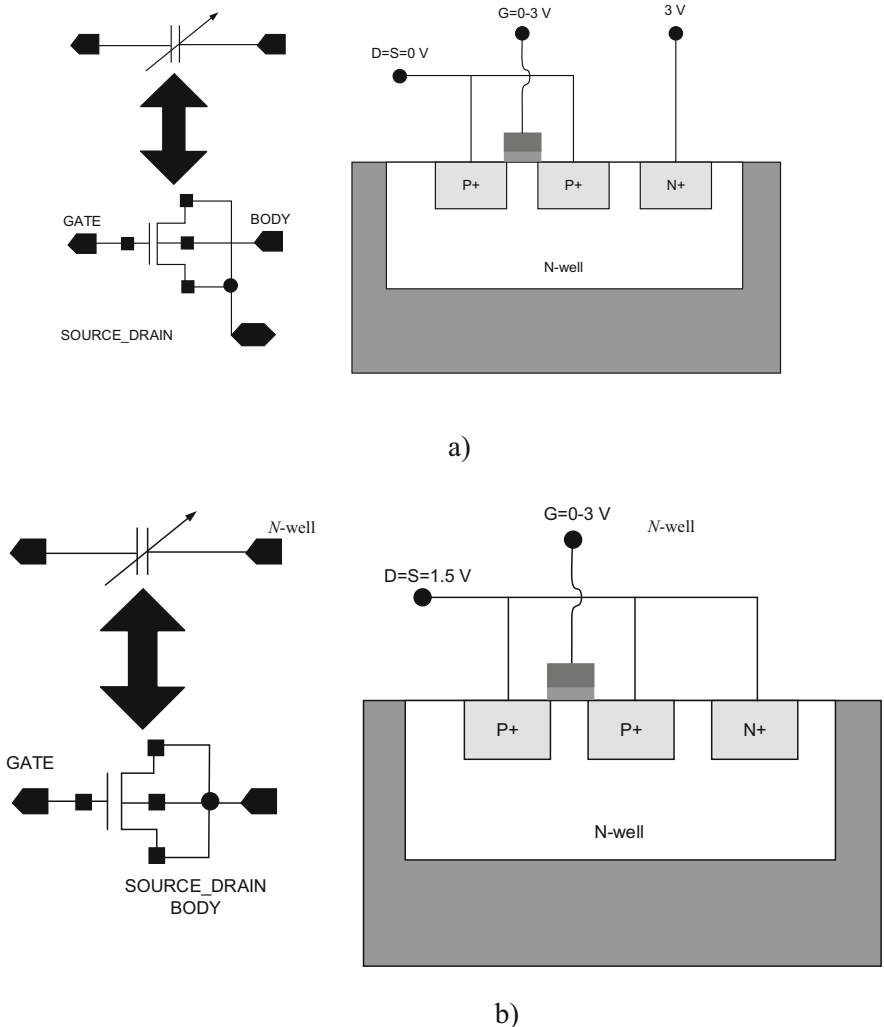 G=0-3 V
3 V
D=S=0 V
P+
P+
N+
GATE
BODY
N-well
SOURCE_DRAIN
a)
N-well
G=0-3 V
N-well
D=S=1.5 V
P+
P+
N+
GATE
N-well
SOURCE_DRAIN
BODY
b)